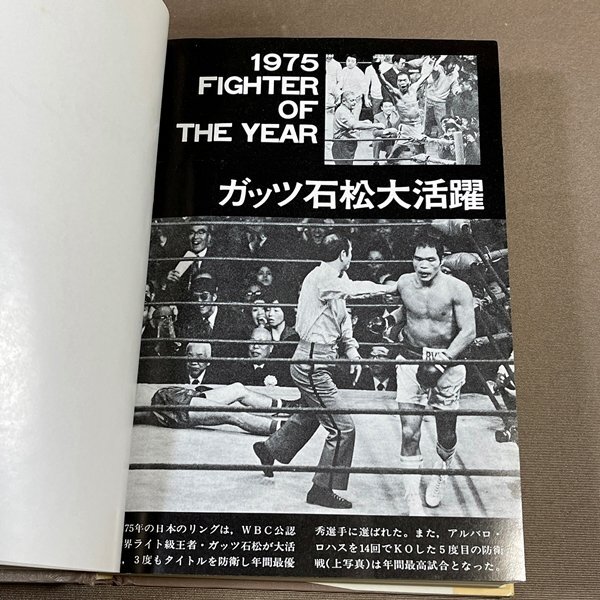 1975
FIGHTER
OF
THE YEAR
ガッツ石松大活躍
75年の日本のリングは，WBC公認
界ライト級王者・ガッツ石松が大活
，3度もタイトルを防衛し年間最優
秀選手に選ばれた。また，アルバロ・
ロハスを14回でKOした5度目の防衛
戦(上写真)は年間最高試合となった。